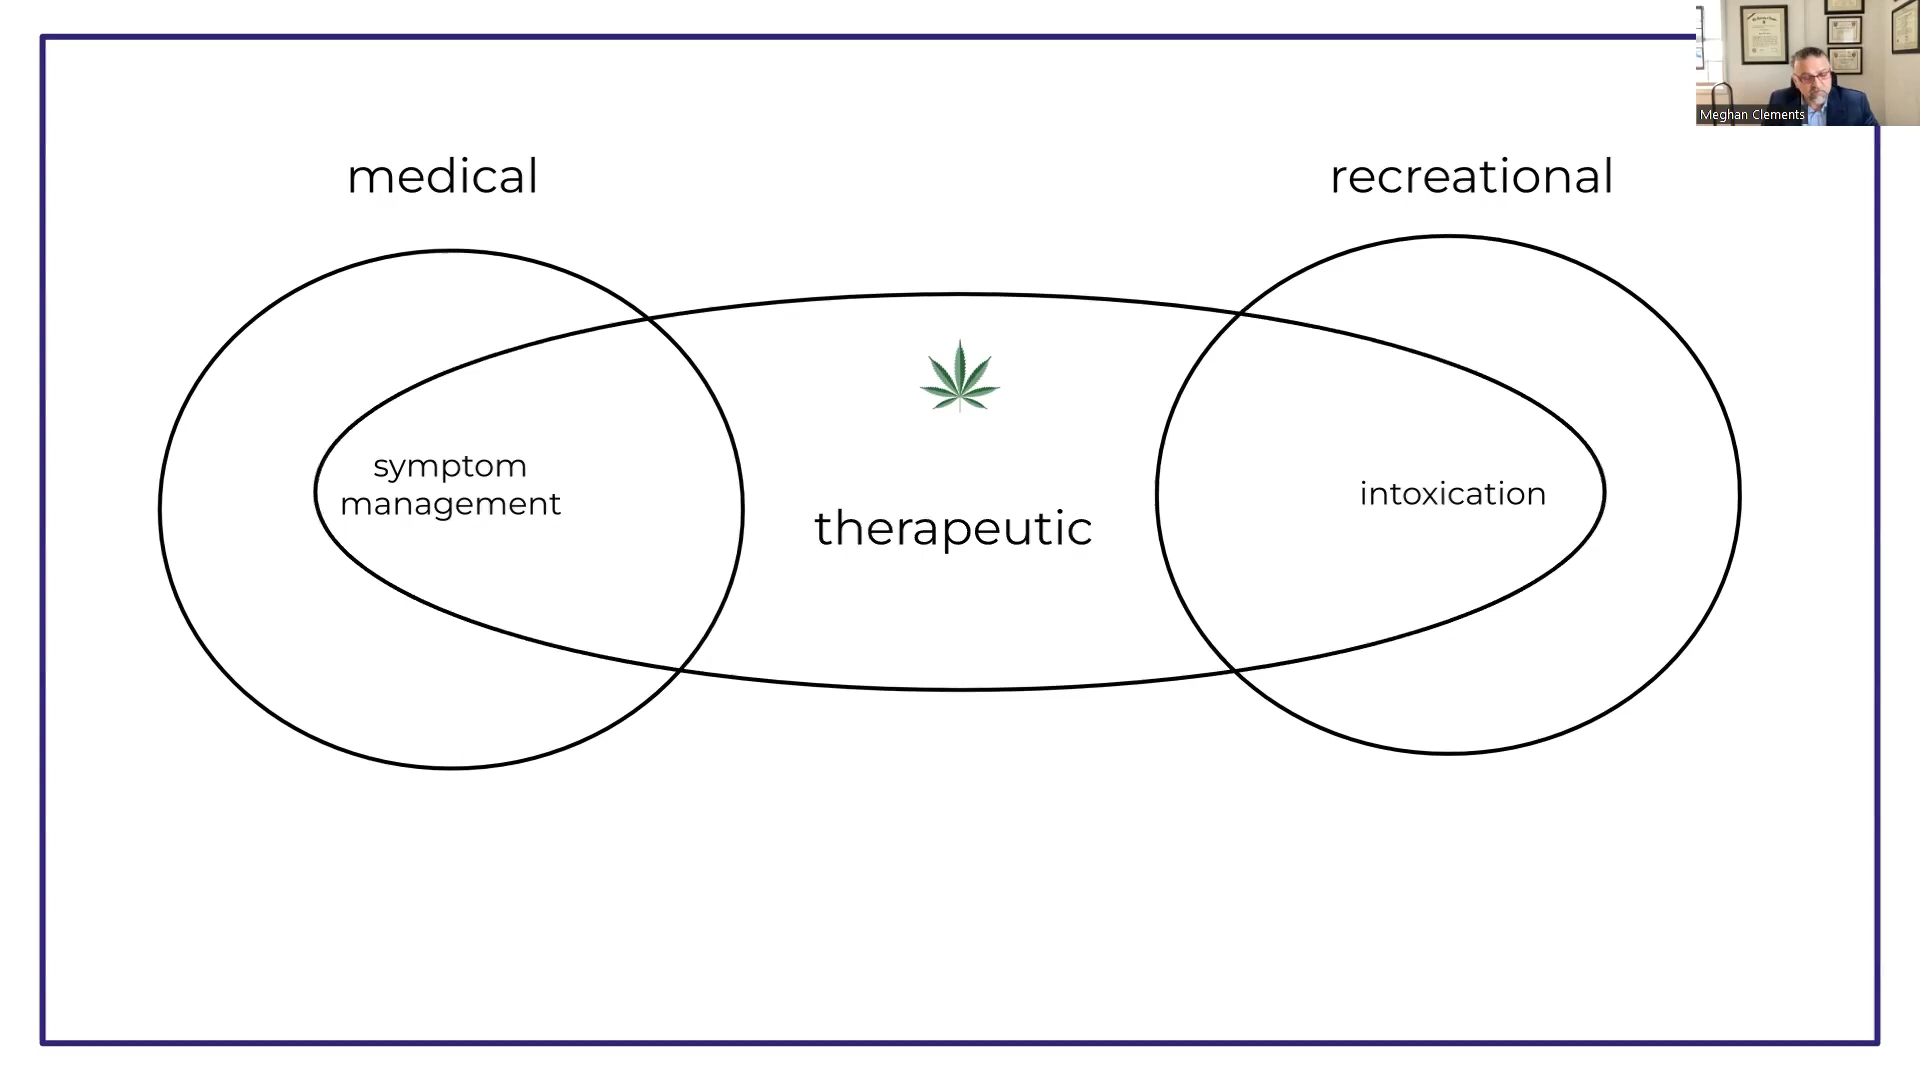 medical
recreational
symptom
management
therapeutic
intoxication
Meghan Clements